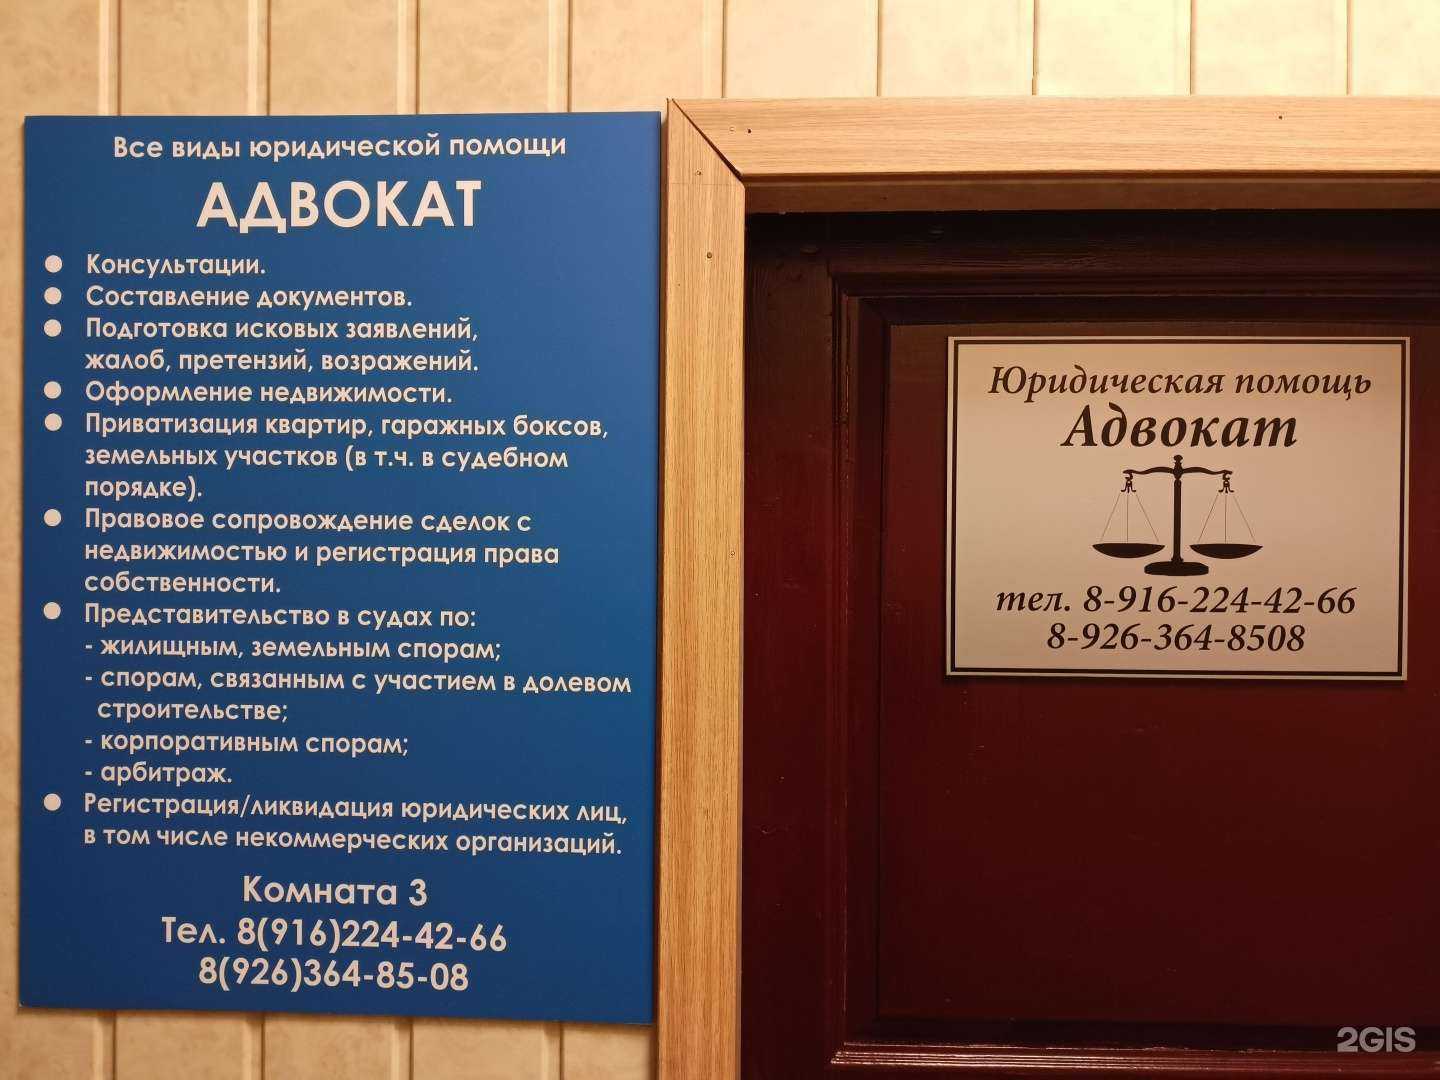 Все виды юридической помощи
АДВОКАТ
● Консультации.
● Составление документов.
● Подготовка исковых заявлений,
жалоб, претензий, возражений.
● Оформление недвижимости.
● Приватизация квартир, гаражных боксов,
земельных участков (в т.ч. в судебном
порядке).
● Правовое сопровождение сделок с
недвижимостью и регистрация права
собственности.
● Представительство в судах по:
- жилищным, земельным спорам;
- спорам, связанным с участием в долевом
строительстве;
- корпоративным спорам;
- арбитраж.
● Регистрация/ликвидация юридических лиц,
в том числе некоммерческих организаций.
Комната 3
Тел. 8(916)224-42-66
8(926)364-85-08
Юридическая помощь
Адвокат
тел. 8-916-224-42-66
8-926-364-8508
2GIS